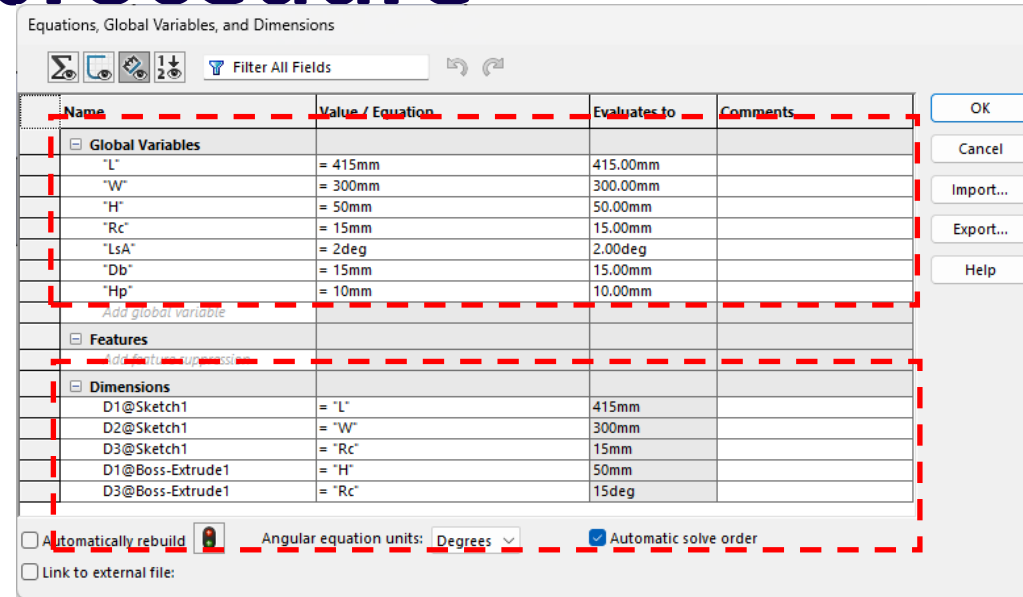 Equations, Global Variables, and Dimensions
Filter All Fields
Name Value / Equation Evaluates to Comments
Global Variables
"L" = 415mm 415.00mm
"W" = 300mm 300.00mm
"H" = 50mm 50.00mm
"Rc" = 15mm 15.00mm
"LsA" = 2deg 2.00deg
"Db" = 15mm 15.00mm
"Hp" = 10mm 10.00mm
Add global variable
Features
Add feature suppression
Dimensions
D1@Sketch1 = "L" 415mm
D2@Sketch1 = "W" 300mm
D3@Sketch1 = "Rc" 15mm
D1@Boss-Extrude1 = "H" 50mm
D3@Boss-Extrude1 = "Rc" 15deg
OK
Cancel
Import...
Export...
Help
Automatically rebuild Angular equation units: Degrees Automatic solve order
Link to external file: